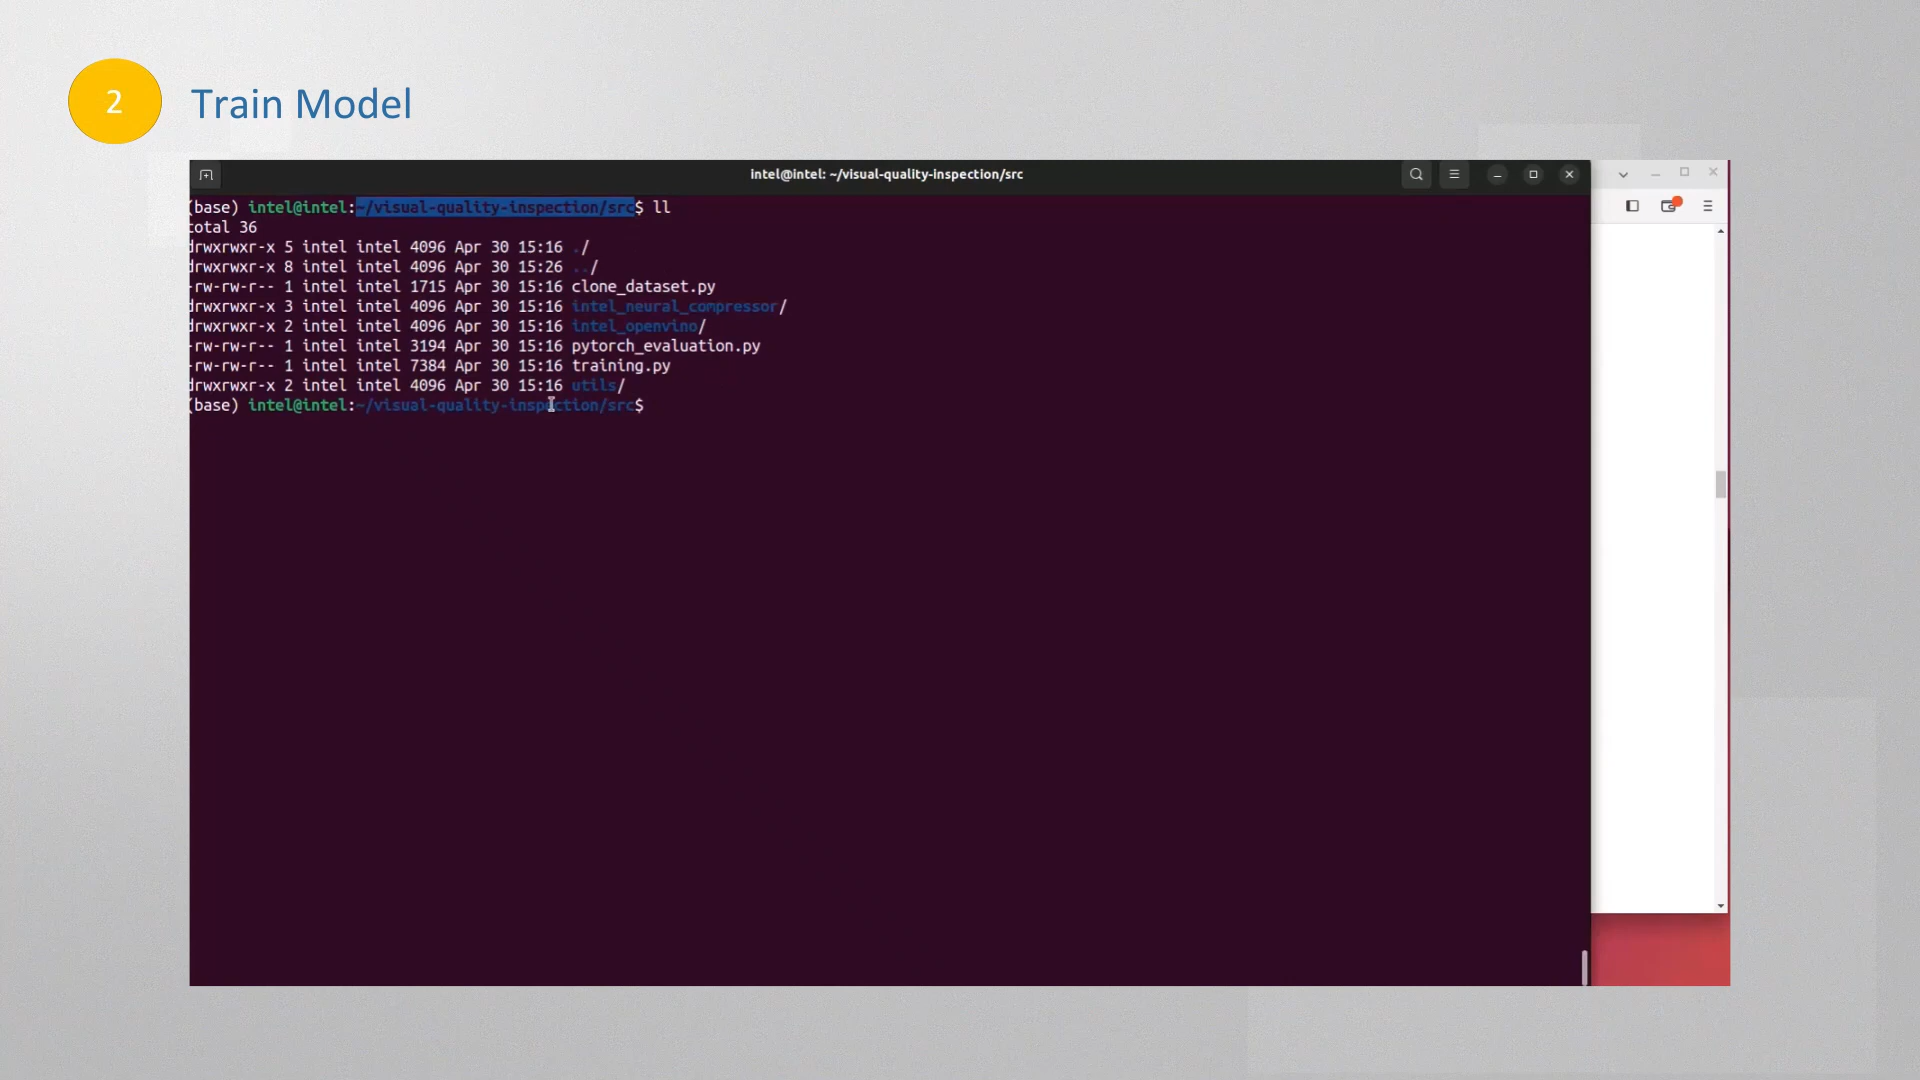 2
Train Model
intel@intel: ~/visual-quality-inspection/src
(base) intel@intel:~/visual-quality-inspection/src$ ll
total 36
drwxrwxr-x 5 intel intel 4096 Apr 30 15:16 ./
drwxrwxr-x 8 intel intel 4096 Apr 30 15:26 ../
-rw-rw-r-- 1 intel intel 1715 Apr 30 15:16 clone_dataset.py
drwxrwxr-x 3 intel intel 4096 Apr 30 15:16 intel_neural_compressor/
drwxrwxr-x 2 intel intel 4096 Apr 30 15:16 intel_openvino/
-rw-rw-r-- 1 intel intel 3194 Apr 30 15:16 pytorch_evaluation.py
-rw-rw-r-- 1 intel intel 7384 Apr 30 15:16 training.py
drwxrwxr-x 2 intel intel 4096 Apr 30 15:16 utils/
(base) intel@intel:~/visual-quality-inspection/src$